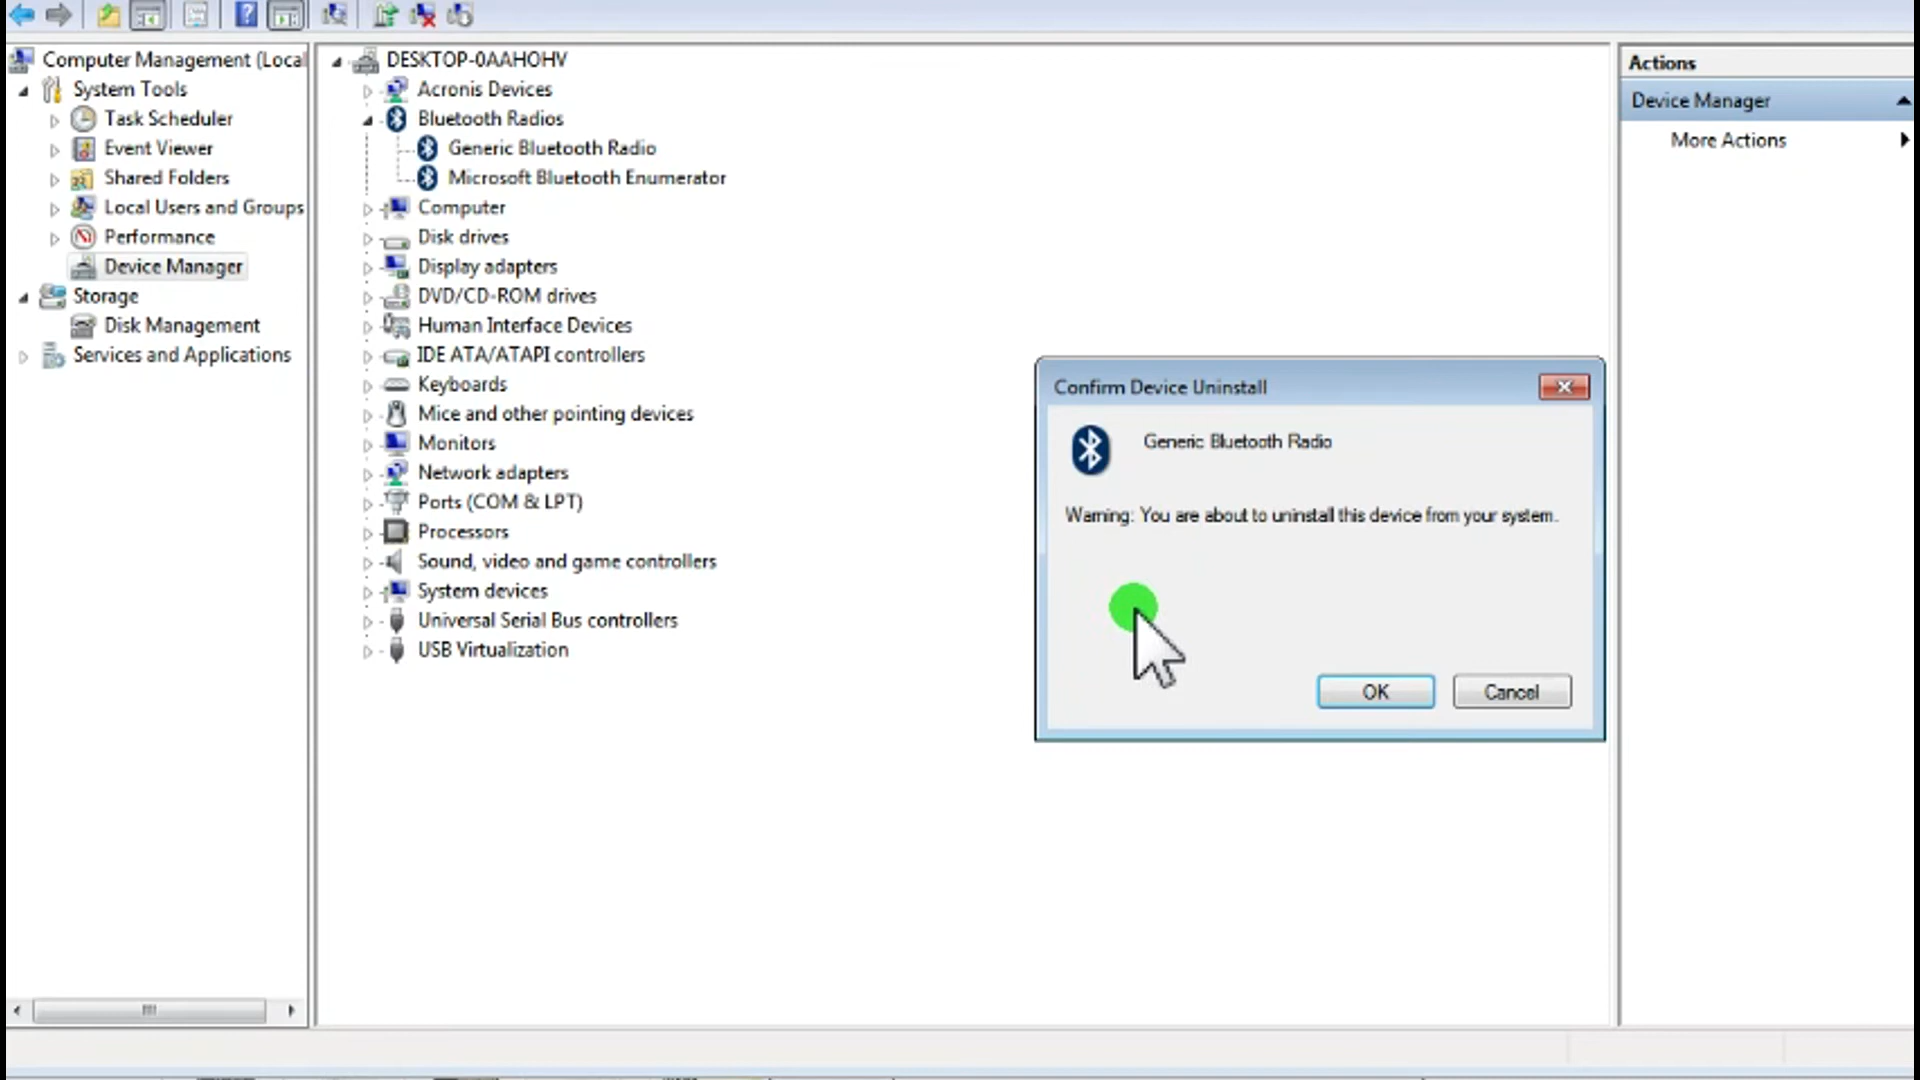 Computer Management (Local
System Tools
Task Scheduler
Event Viewer
Shared Folders
Local Users and Groups
Performance
Device Manager
Storage
Disk Management
Services and Applications
DESKTOP-0AAHOHV
Acronis Devices
Bluetooth Radios
Generic Bluetooth Radio
Microsoft Bluetooth Enumerator
Computer
Disk drives
Display adapters
DVD/CD-ROM drives
Human Interface Devices
IDE ATA/ATAPI controllers
Keyboards
Mice and other pointing devices
Monitors
Network adapters
Ports (COM & LPT)
Processors
Sound, video and game controllers
System devices
Universal Serial Bus controllers
USB Virtualization
Confirm Device Uninstall
Generic Bluetooth Radio
Warning: You are about to uninstall this device from your system.
OK
Cancel
Actions
Device Manager
More Actions